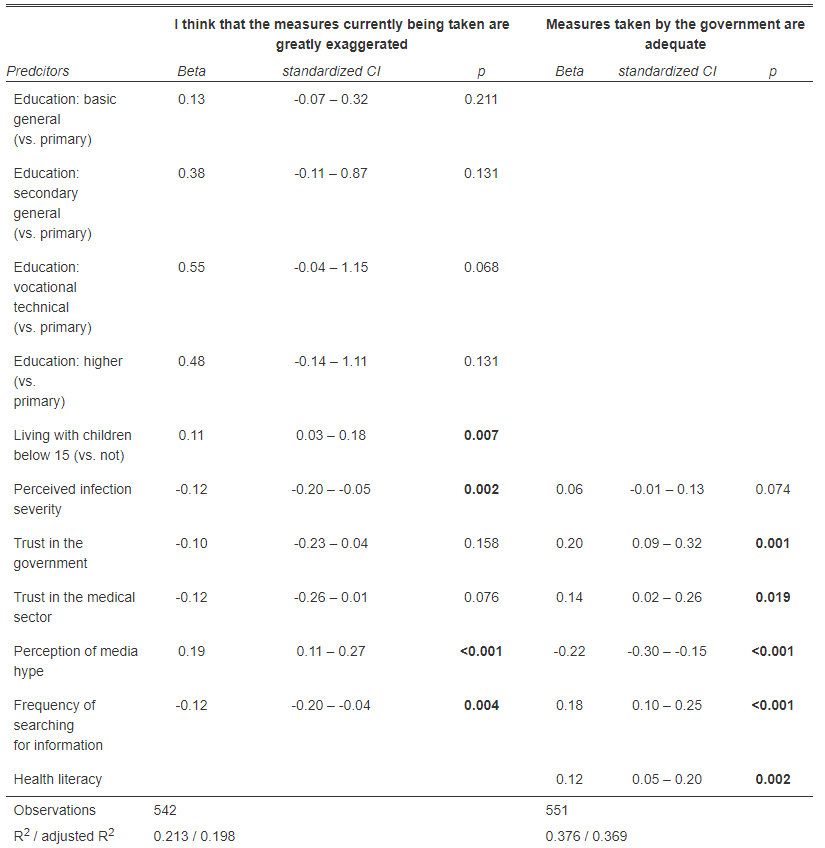 I think that the measures currently being taken are greatly exaggerated Measures taken by the government are adequate
Predcitors Beta standardized CI p Beta standardized CI p
Education: basic general (vs. primary) 0.13 -0.07 – 0.32 0.211
Education: secondary general (vs. primary) 0.38 -0.11 – 0.87 0.131
Education: vocational technical (vs. primary) 0.55 -0.04 – 1.15 0.068
Education: higher (vs. primary) 0.48 -0.14 – 1.11 0.131
Living with children below 15 (vs. not) 0.11 0.03 – 0.18 0.007
Perceived infection severity -0.12 -0.20 – -0.05 0.002 0.06 -0.01 – 0.13 0.074
Trust in the government -0.10 -0.23 – 0.04 0.158 0.20 0.09 – 0.32 0.001
Trust in the medical sector -0.12 -0.26 – 0.01 0.076 0.14 0.02 – 0.26 0.019
Perception of media hype 0.19 0.11 – 0.27 <0.001 -0.22 -0.30 – -0.15 <0.001
Frequency of searching for information -0.12 -0.20 – -0.04 0.004 0.18 0.10 – 0.25 <0.001
Health literacy 0.12 0.05 – 0.20 0.002
Observations 542 551
R2 / adjusted R2 0.213 / 0.198 0.376 / 0.369